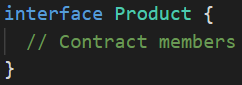 interface Product {
  // Contract members
}